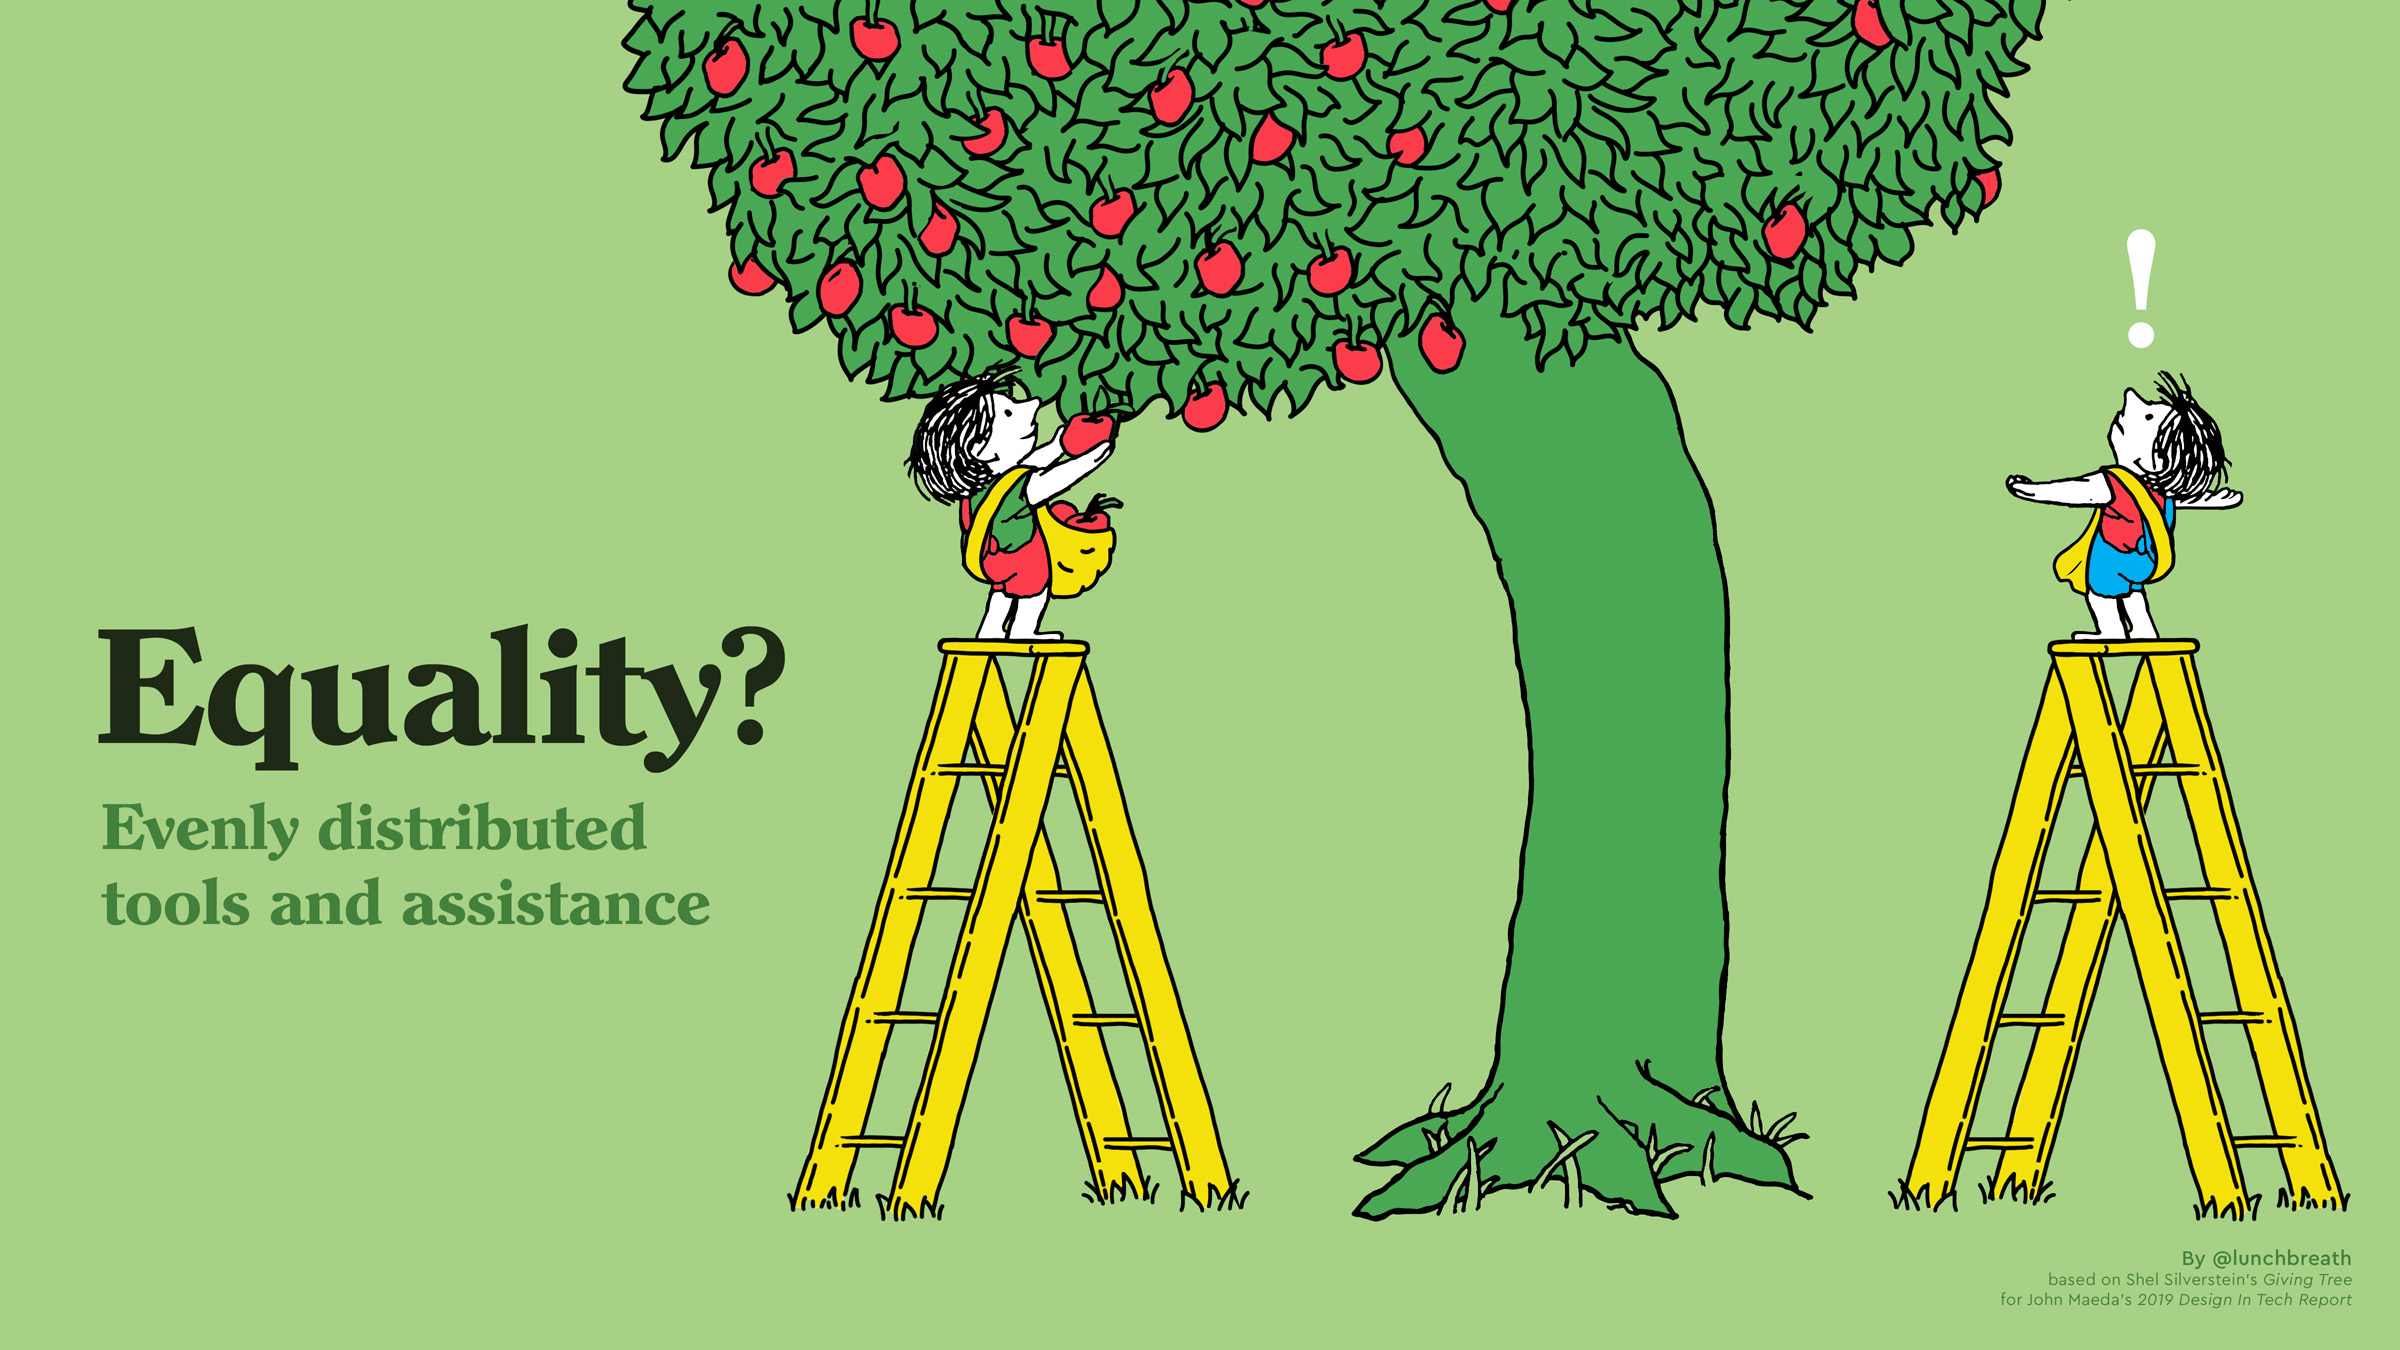 !
Equality?
Evenly distributed
tools and assistance
By @lunchbreath
based on Shel Silverstein's Giving Tree
for John Maeda's 2019 Design In Tech Report